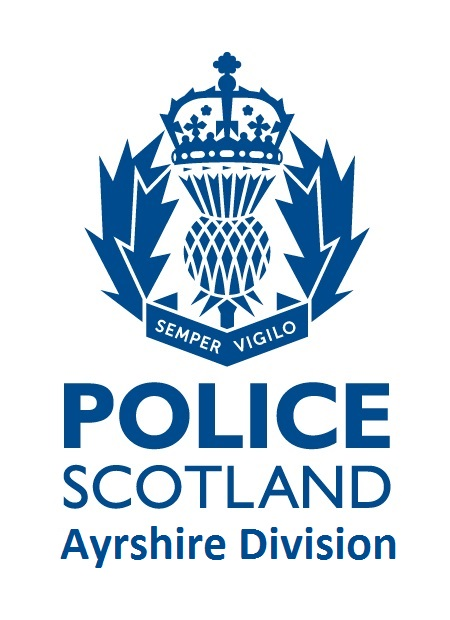 SEMPER VIGILO
POLICE
SCOTLAND
Ayrshire Division